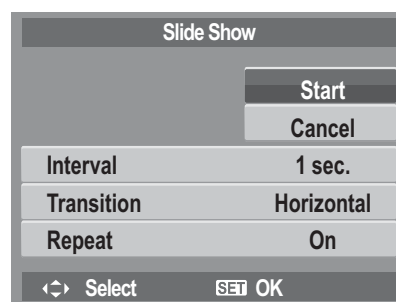 Slide Show
Start
Cancel
Interval 1 sec.
Transition Horizontal
Repeat On
Select SET OK